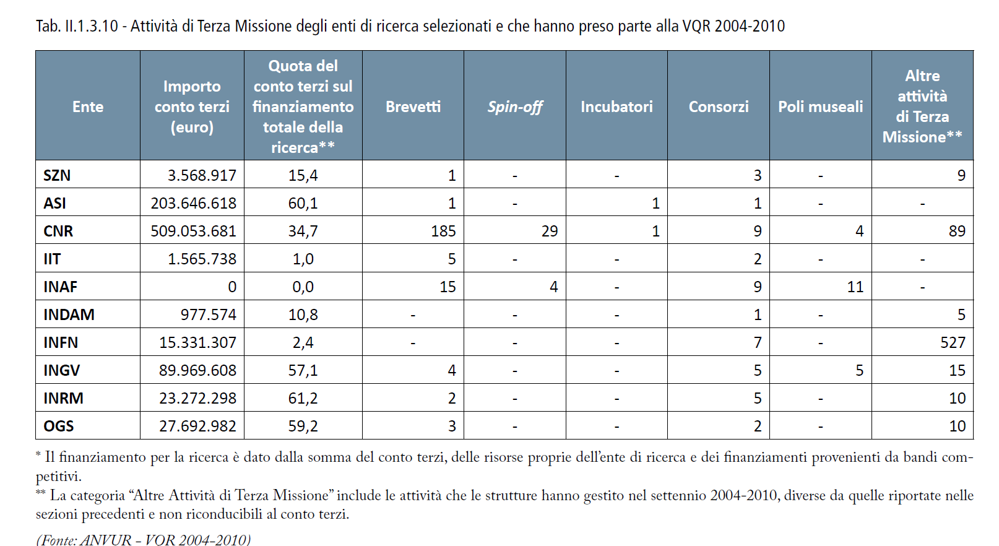 Tab. II.1.3.10 - Attività di Terza Missione degli enti di ricerca selezionati e che hanno preso parte alla VQR 2004-2010
Ente
Importo
conto terzi
(euro)
Quota del
conto terzi sul
finanziamento
totale della
ricerca**
Brevetti
Spin-off
Incubatori
Consorzi
Poli museali
Altre
attività
di Terza
Missione**
SZN 3.568.917 15,4 1 - - 3 - 9
ASI 203.646.618 60,1 1 - 1 1 - -
CNR 509.053.681 34,7 185 29 1 9 4 89
IIT 1.565.738 1,0 5 - - 2 - -
INAF 0 0,0 15 4 - 9 11 -
INDAM 977.574 10,8 - - - 1 - 5
INFN 15.331.307 2,4 - - - 7 - 527
INGV 89.969.608 57,1 4 - - 5 5 15
INRM 23.272.298 61,2 2 - - 5 - 10
OGS 27.692.982 59,2 3 - - 2 - 10
* Il finanziamento per la ricerca è dato dalla somma del conto terzi, delle risorse proprie dell’ente di ricerca e dei finanziamenti provenienti da bandi com-
petitivi.
** La categoria “Altre Attività di Terza Missione” include le attività che le strutture hanno gestito nel settennio 2004-2010, diverse da quelle riportate nelle
sezioni precedenti e non riconducibili al conto terzi.
(Fonte: ANVUR - VQR 2004-2010)